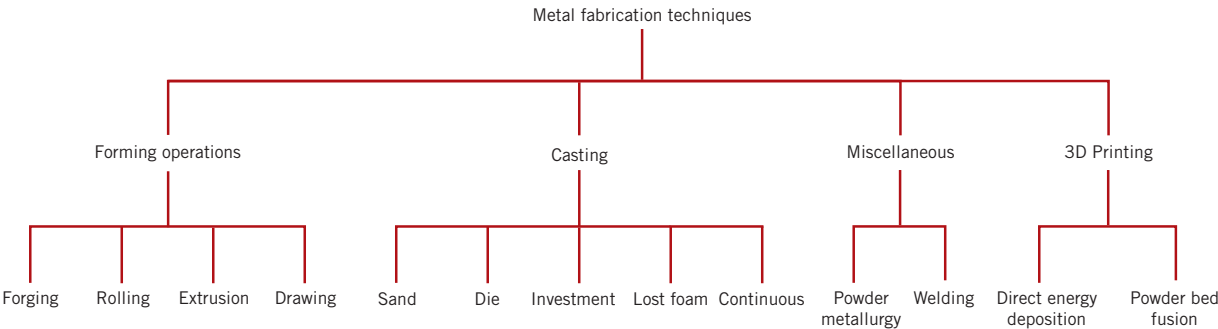 Metal fabrication techniques
Forming operations
Casting
Miscellaneous
3D Printing
Forging
Rolling
Extrusion
Drawing
Sand
Die
Investment
Lost foam
Continuous
Powder
metallurgy
Welding
Direct energy
deposition
Powder bed
fusion